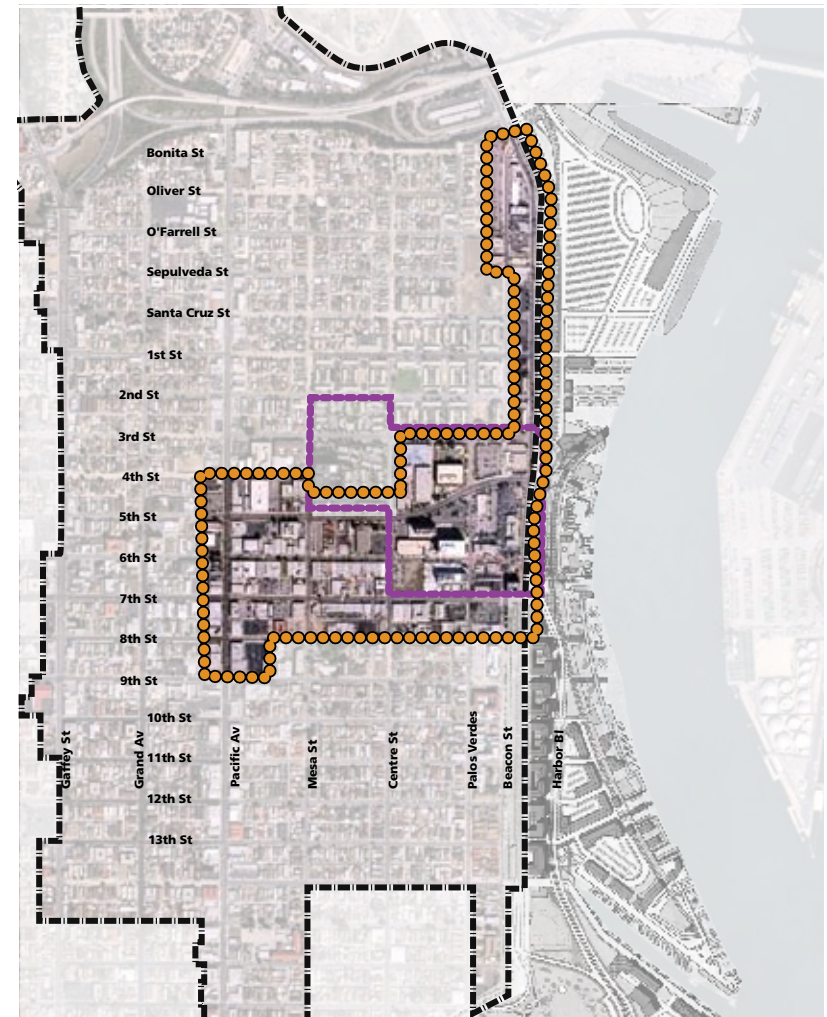 Bonita St
Oliver St
O'Farrell St
Sepulveda St
Santa Cruz St
1st St
2nd St
3rd St
4th St
5th St
6th St
7th St
8th St
9th St
10th St
11th St
12th St
13th St
Gaffey St
Grand Av
Pacific Av
Mesa St
Centre St
Palos Verdes
Beacon St
Harbor Bl